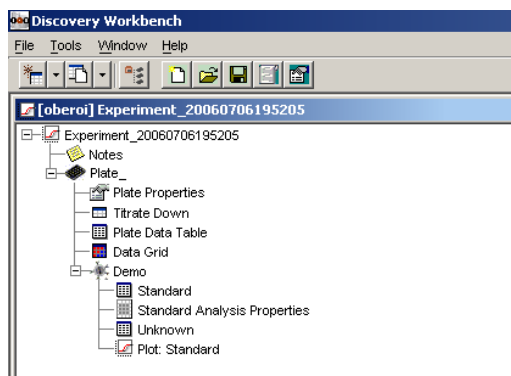 Discovery Workbench
File Tools Window Help
[oberoi] Experiment_20060706195205
Experiment_20060706195205
Notes
Plate_
Plate Properties
Titrate Down
Plate Data Table
Data Grid
Demo
Standard
Standard Analysis Properties
Unknown
Plot: Standard